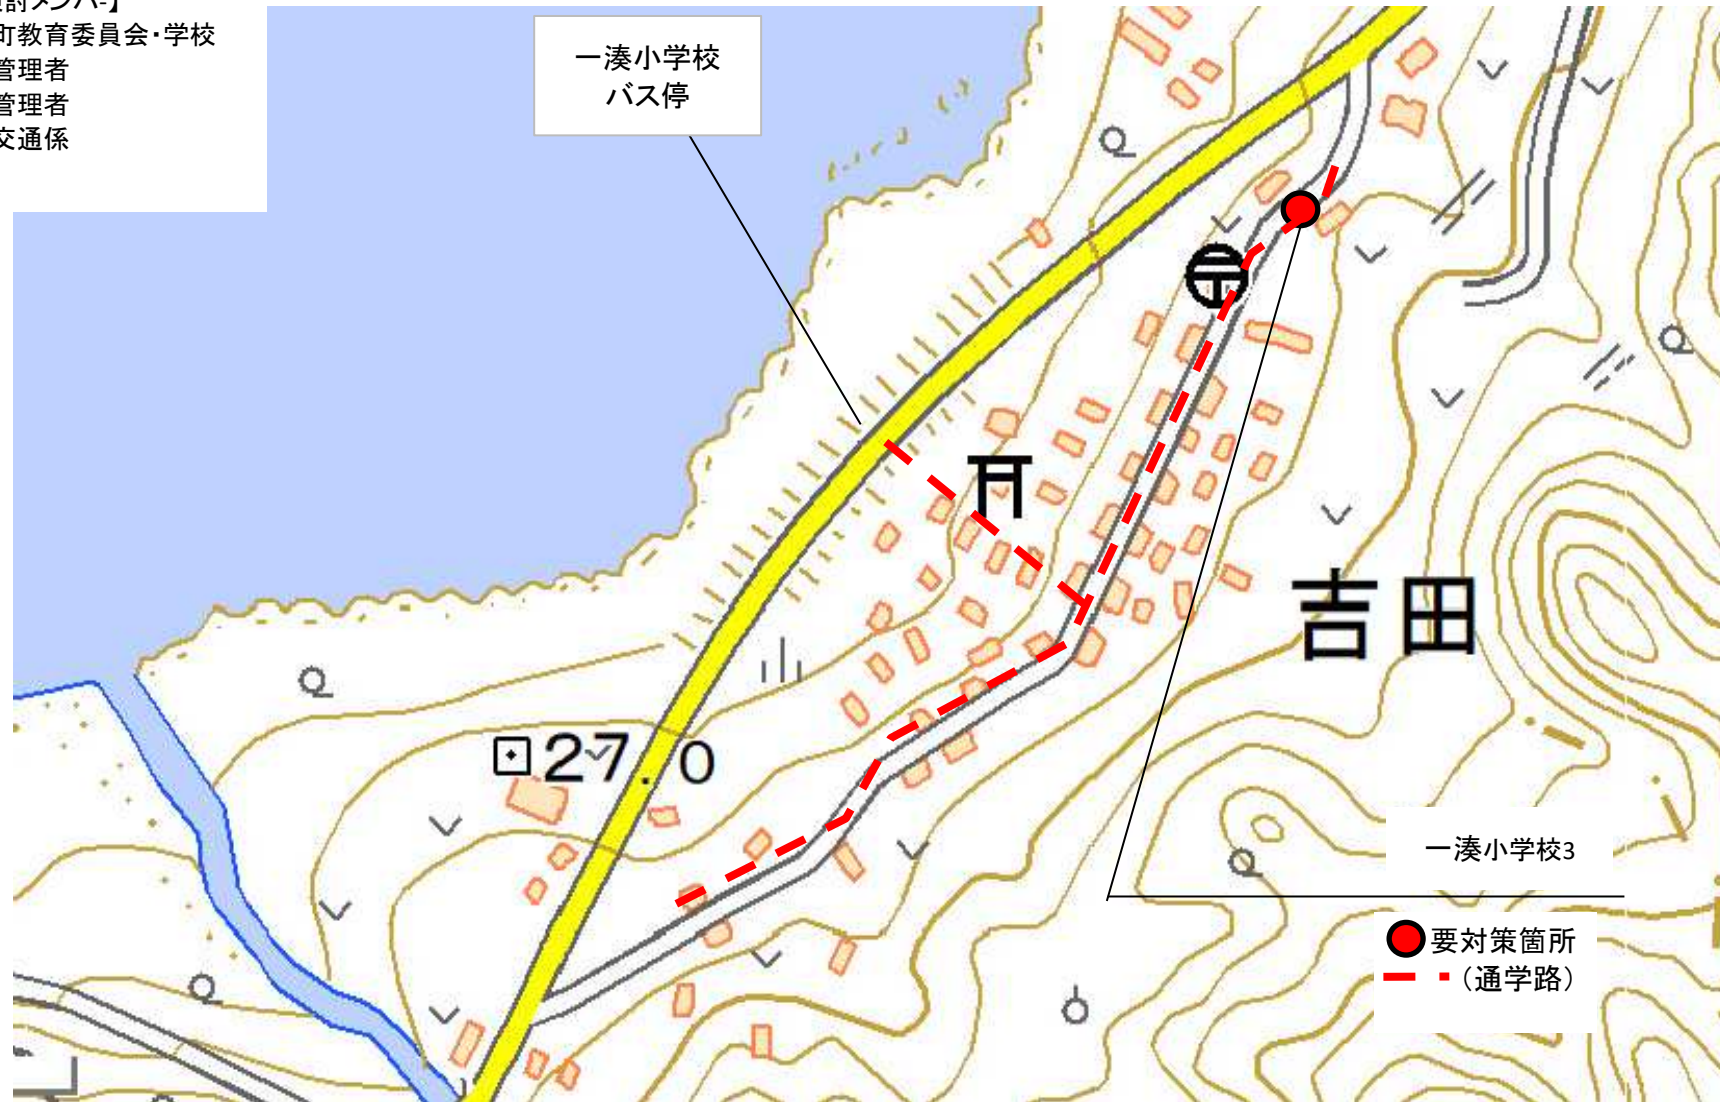 町教育委員会・学校
管理者
管理者
交通係
一湊小学校
バス停
吉田
27.0
一湊小学校3
要対策箇所
(通学路)